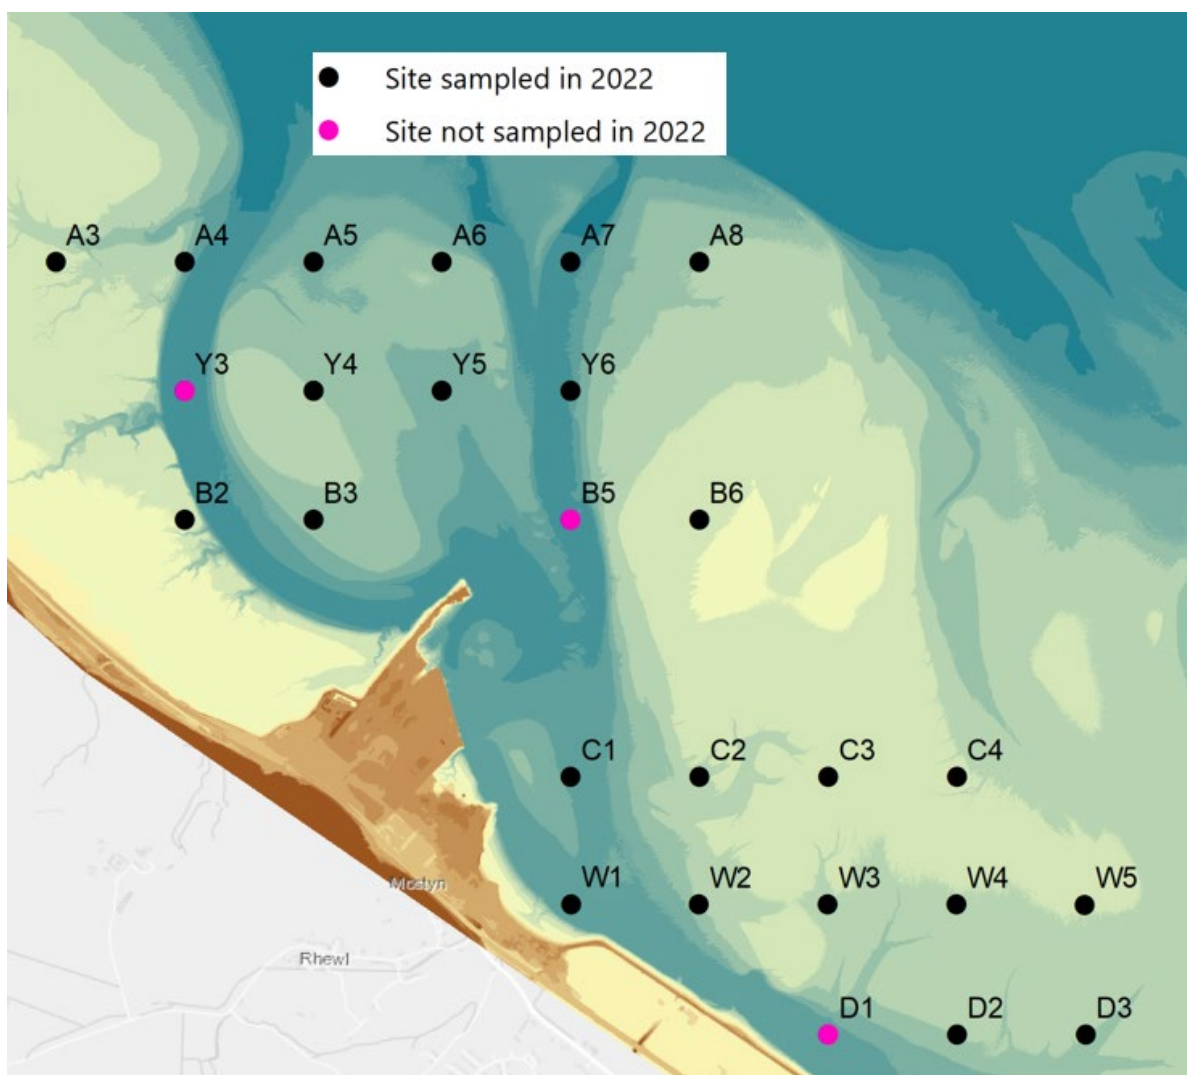 Site sampled in 2022
Site not sampled in 2022
A3 A4 A5 A6 A7 A8
Y3 Y4 Y5 Y6
B2 B3 B5 B6
C1 C2 C3 C4
Mostyn
W1 W2 W3 W4 W5
Rhewl
D1 D2 D3